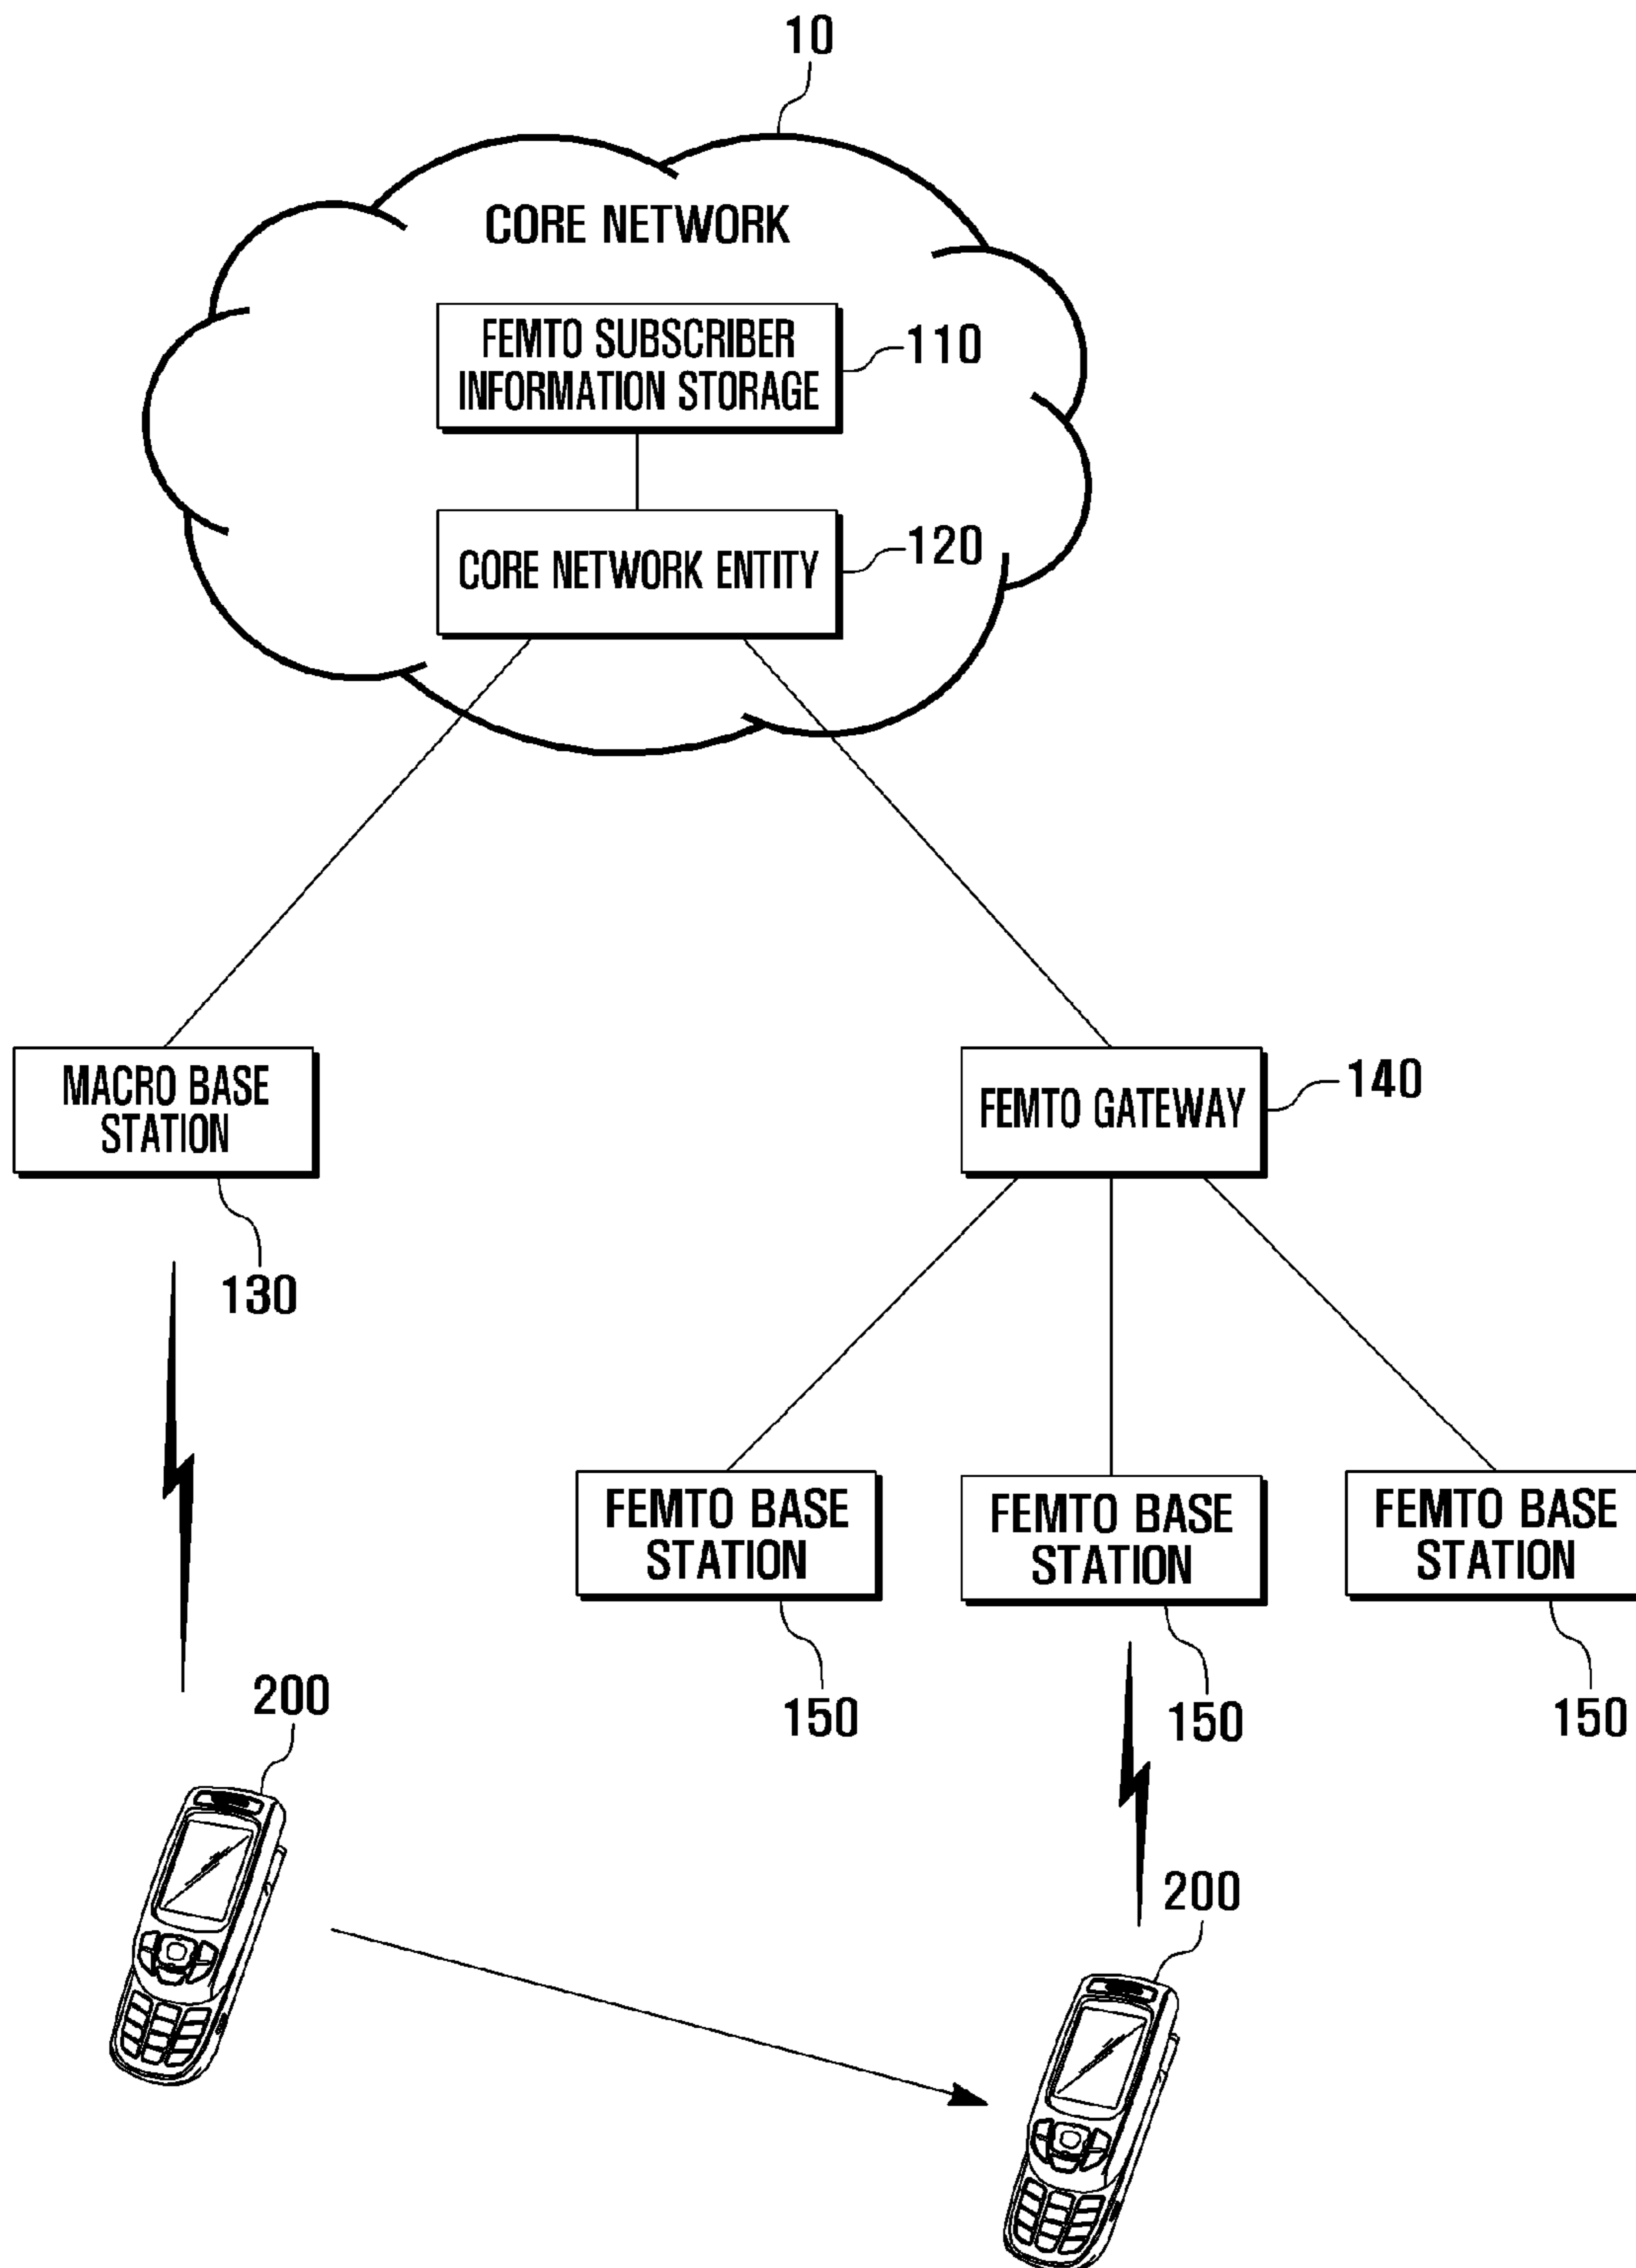 10
CORE NETWORK
FEMTO SUBSCRIBER
INFORMATION STORAGE
110
CORE NETWORK ENTITY
120
MACRO BASE
STATION
130
FEMTO GATEWAY
140
FEMTO BASE
STATION
150
FEMTO BASE
STATION
150
FEMTO BASE
STATION
150
200
200